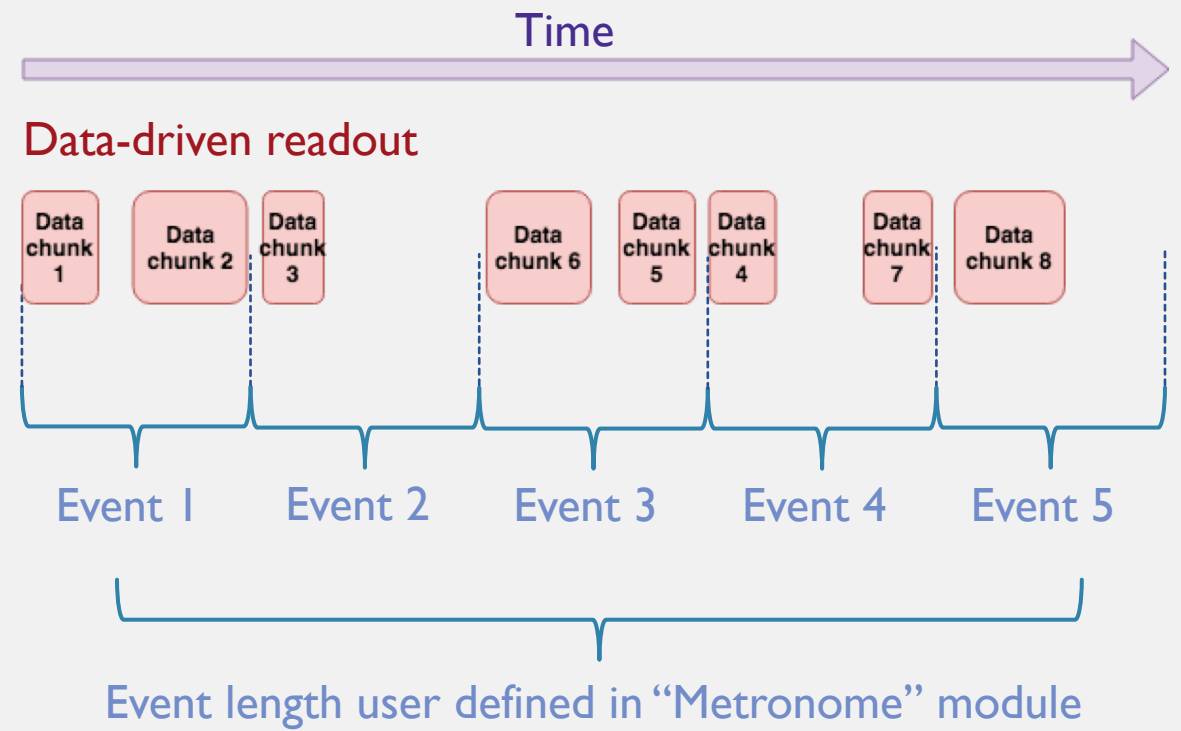 Time
Data-driven readout
Data
chunk
1
Data
chunk 2
Data
chunk
3
Data
chunk 6
Data
chunk
5
Data
chunk
4
Data
chunk
7
Data
chunk 8
Event 1
Event 2
Event 3
Event 4
Event 5
Event length user defined in “Metronome” module